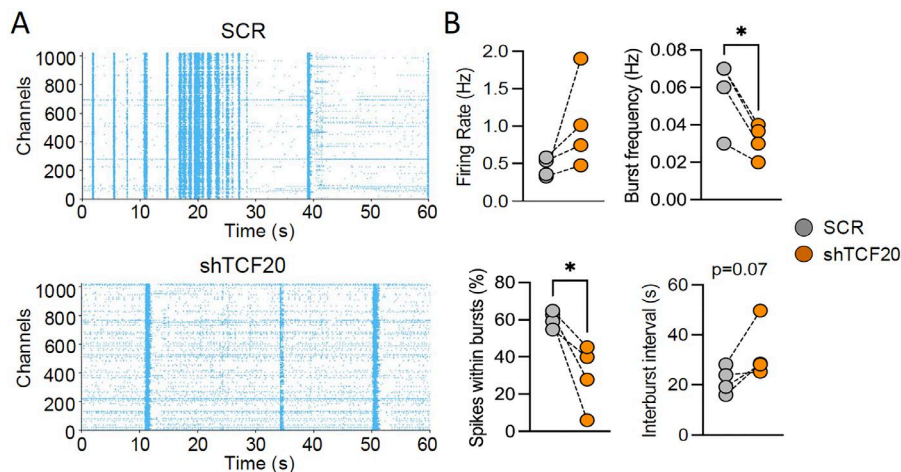 A
SCR
Channels
1000
800
600
400
200
0
0 10 20 30 40 50 60
Time (s)
shTCF20
Channels
1000
800
600
400
200
0
0 10 20 30 40 50 60
Time (s)
B
Firing Rate (Hz)
2.0
1.5
1.0
0.5
0.0
*
Burst frequency (Hz)
0.08
0.06
0.04
0.02
0.00
SCR
shTCF20
*
Spikes within bursts (%)
80
60
40
20
0
p=0.07
Interburst interval (s)
60
40
20
0